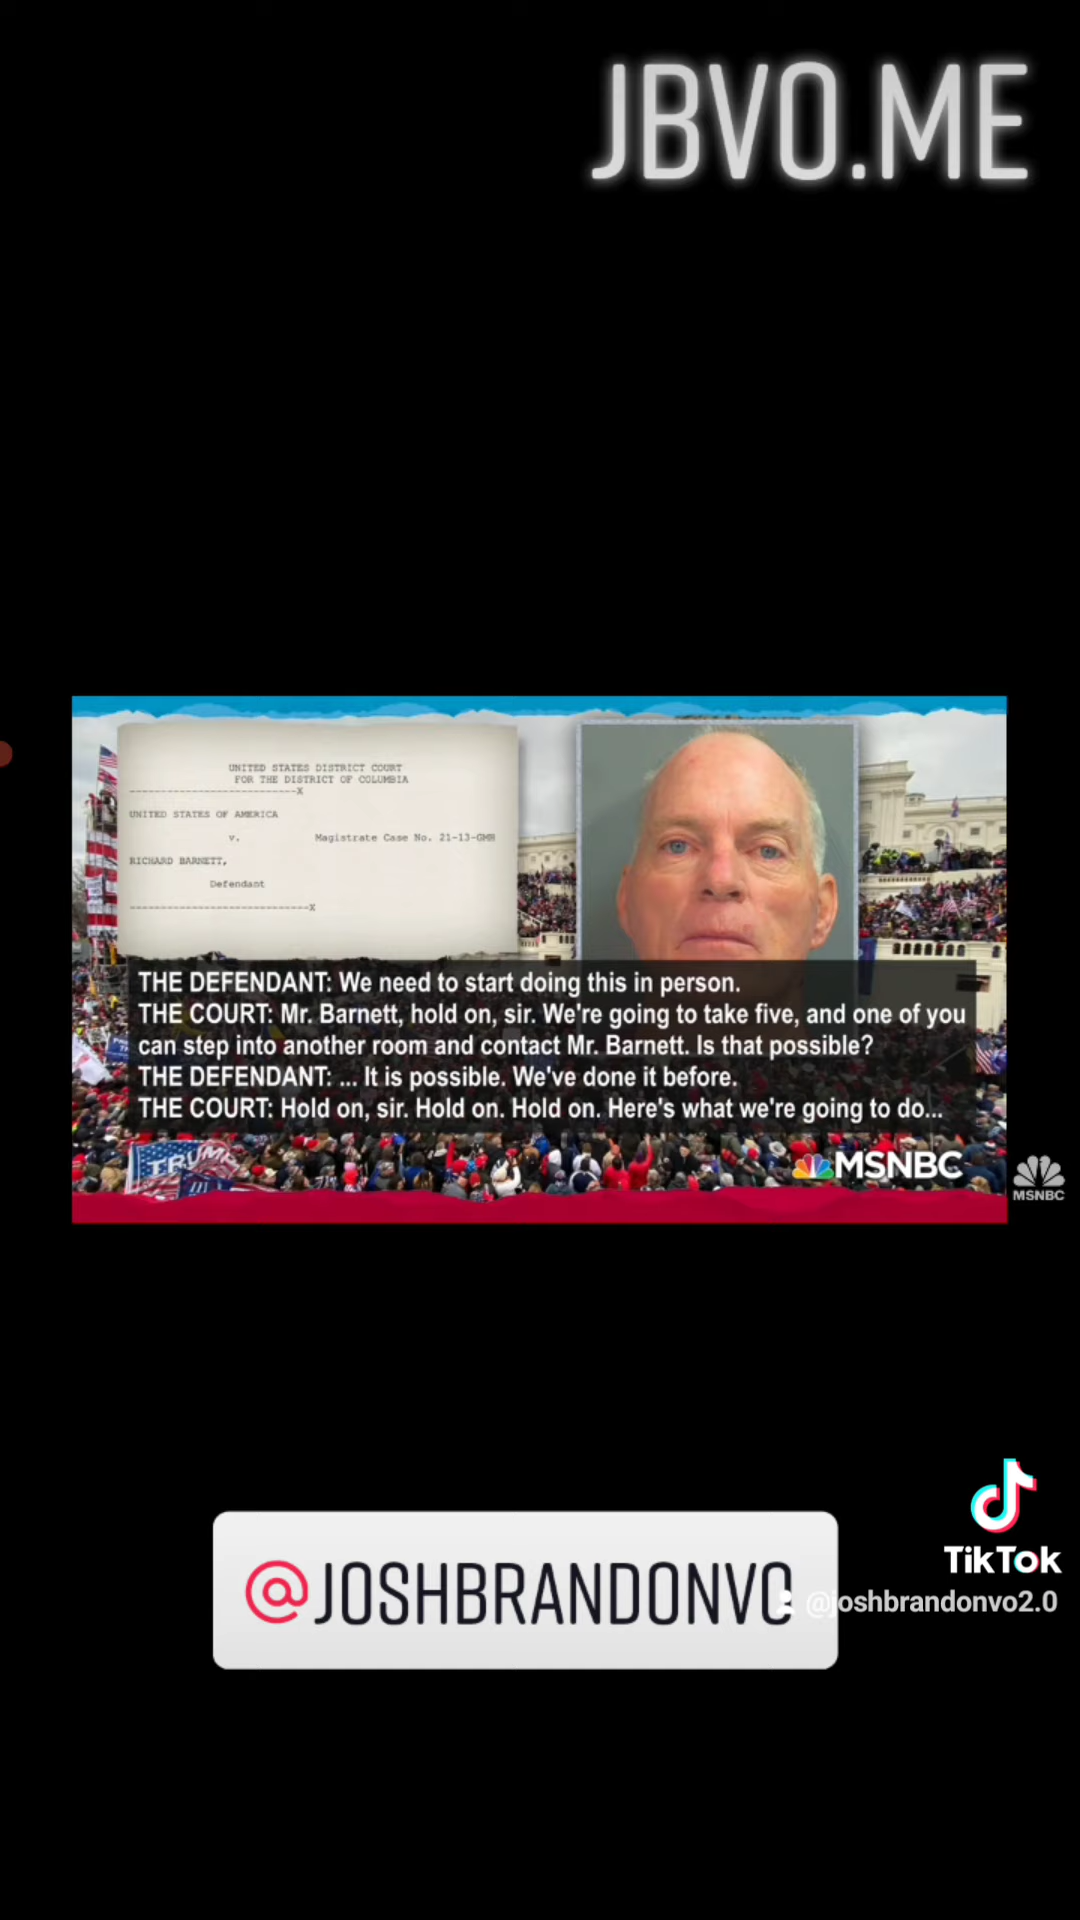 JBVO.ME
UNITED STATES DISTRICT COURT
FOR THE DISTRICT OF COLUMBIA
----------------------------X
UNITED STATES OF AMERICA
v.
Magistrate Case No. 21-13-GMH
RICHARD BARNETT,
Defendant
------------------------------X
THE DEFENDANT: We need to start doing this in person.
THE COURT: Mr. Barnett, hold on, sir. We're going to take five, and one of you
can step into another room and contact Mr. Barnett. Is that possible?
THE DEFENDANT: ... It is possible. We've done it before.
THE COURT: Hold on, sir. Hold on. Hold on. Here's what we're going to do...
TRUMP
MSNBC
MSNBC
TikTok
@JOSHBRANDONVO
@joshbrandonvo2.0